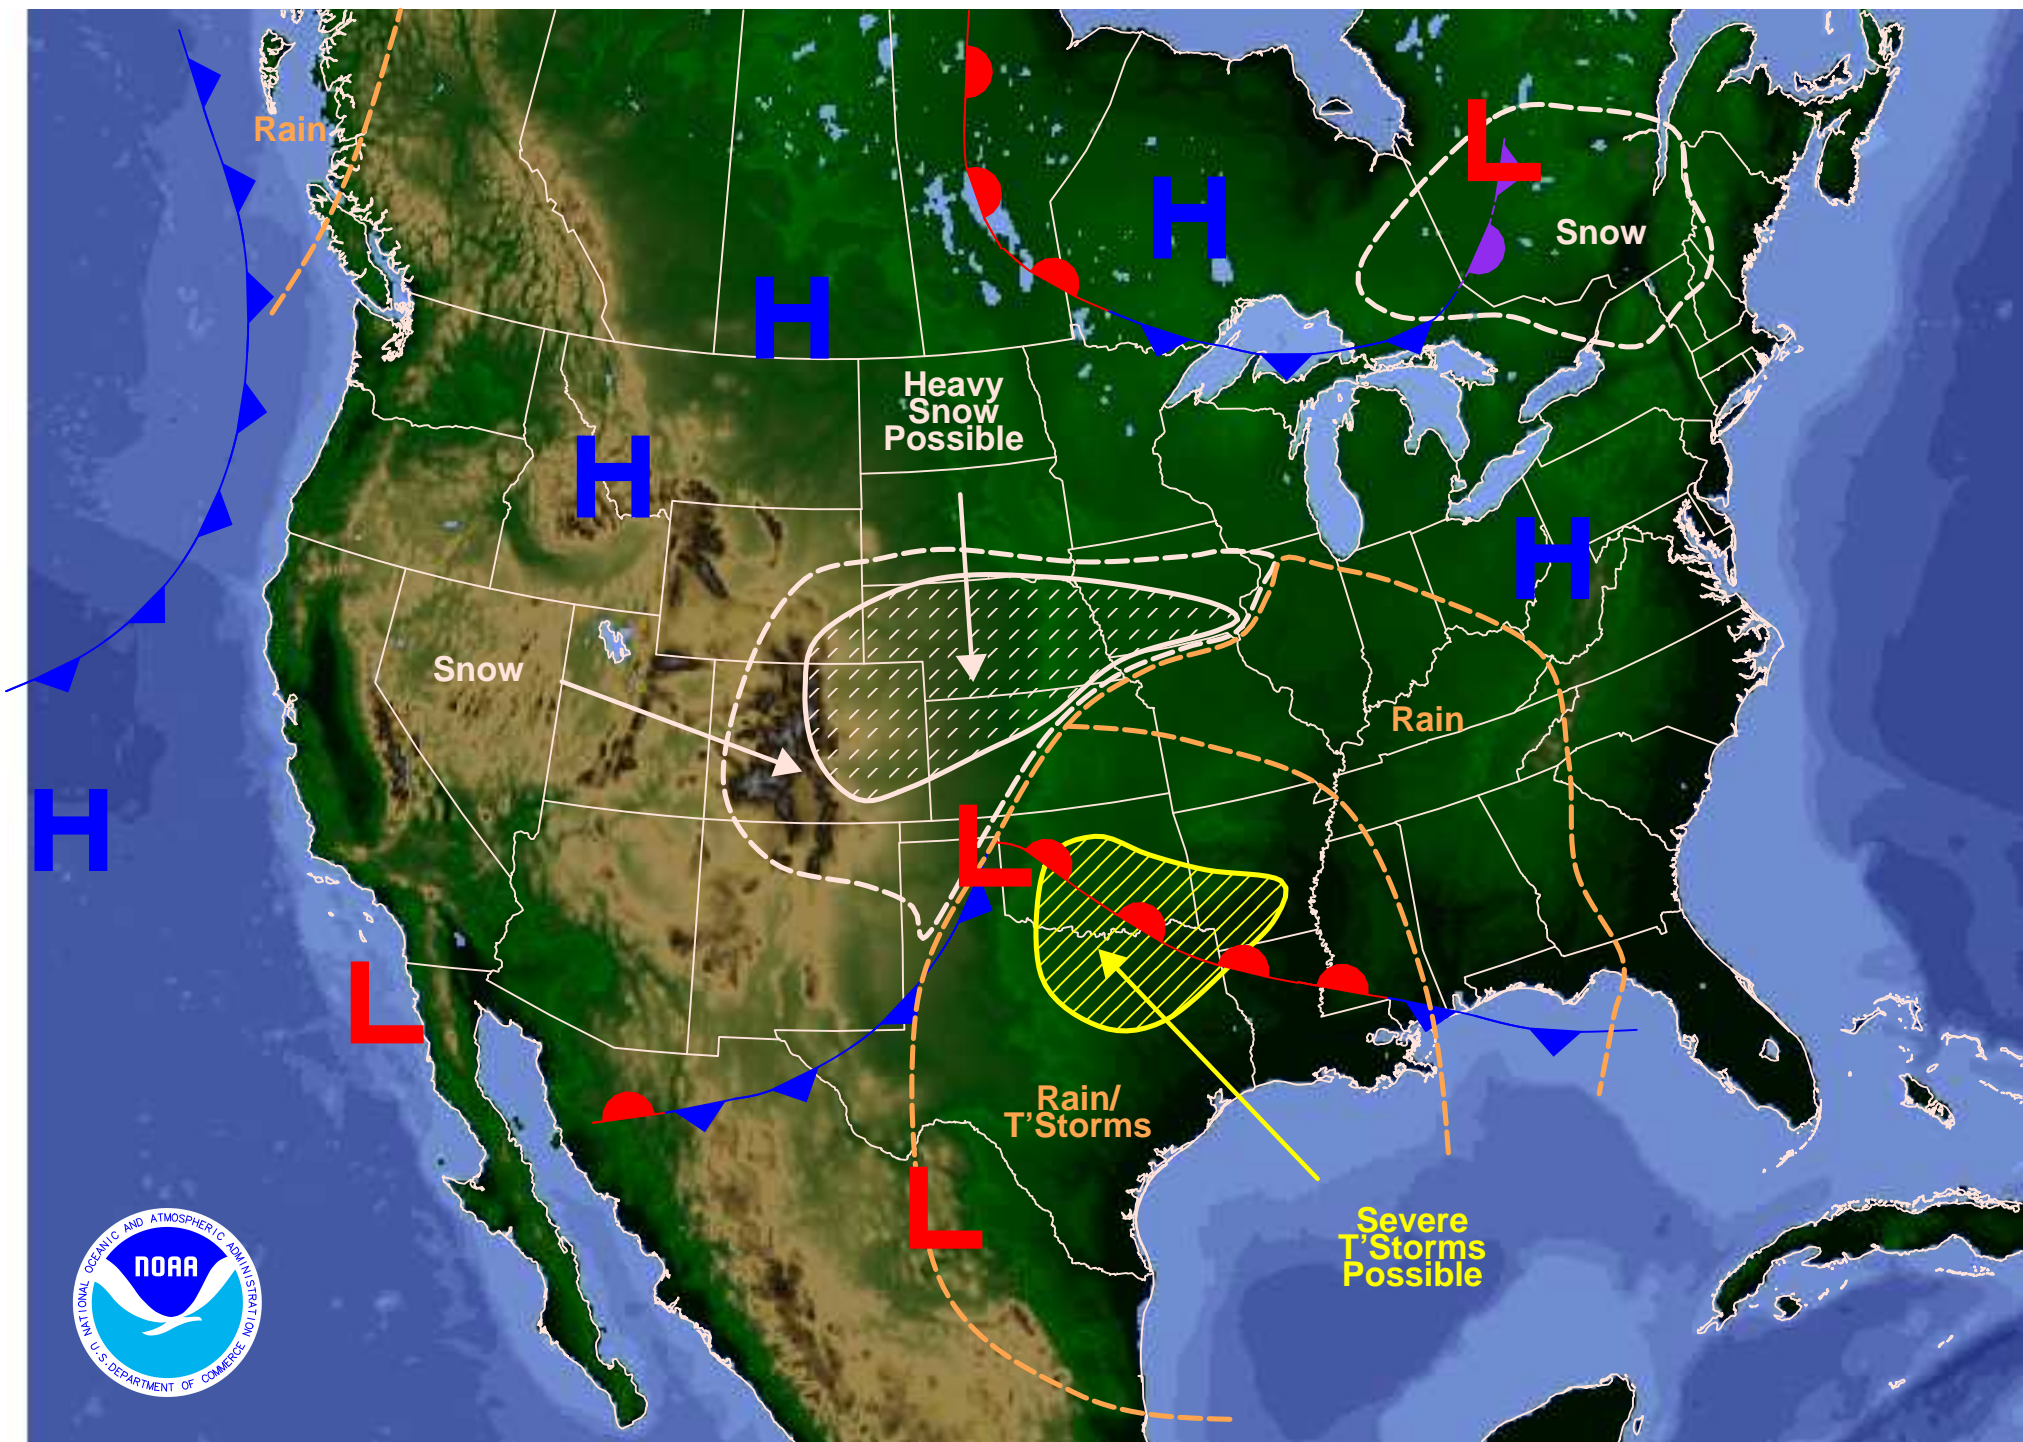 Rain
H
L
Snow
H
H
Heavy
Snow
Possible
H
H
Snow
Rain
H
L
L
Rain/
T'Storms
L
Severe
T'Storms
Possible
NOAA
NATIONAL OCEANIC AND ATMOSPHERIC ADMINISTRATION
U.S. DEPARTMENT OF COMMERCE